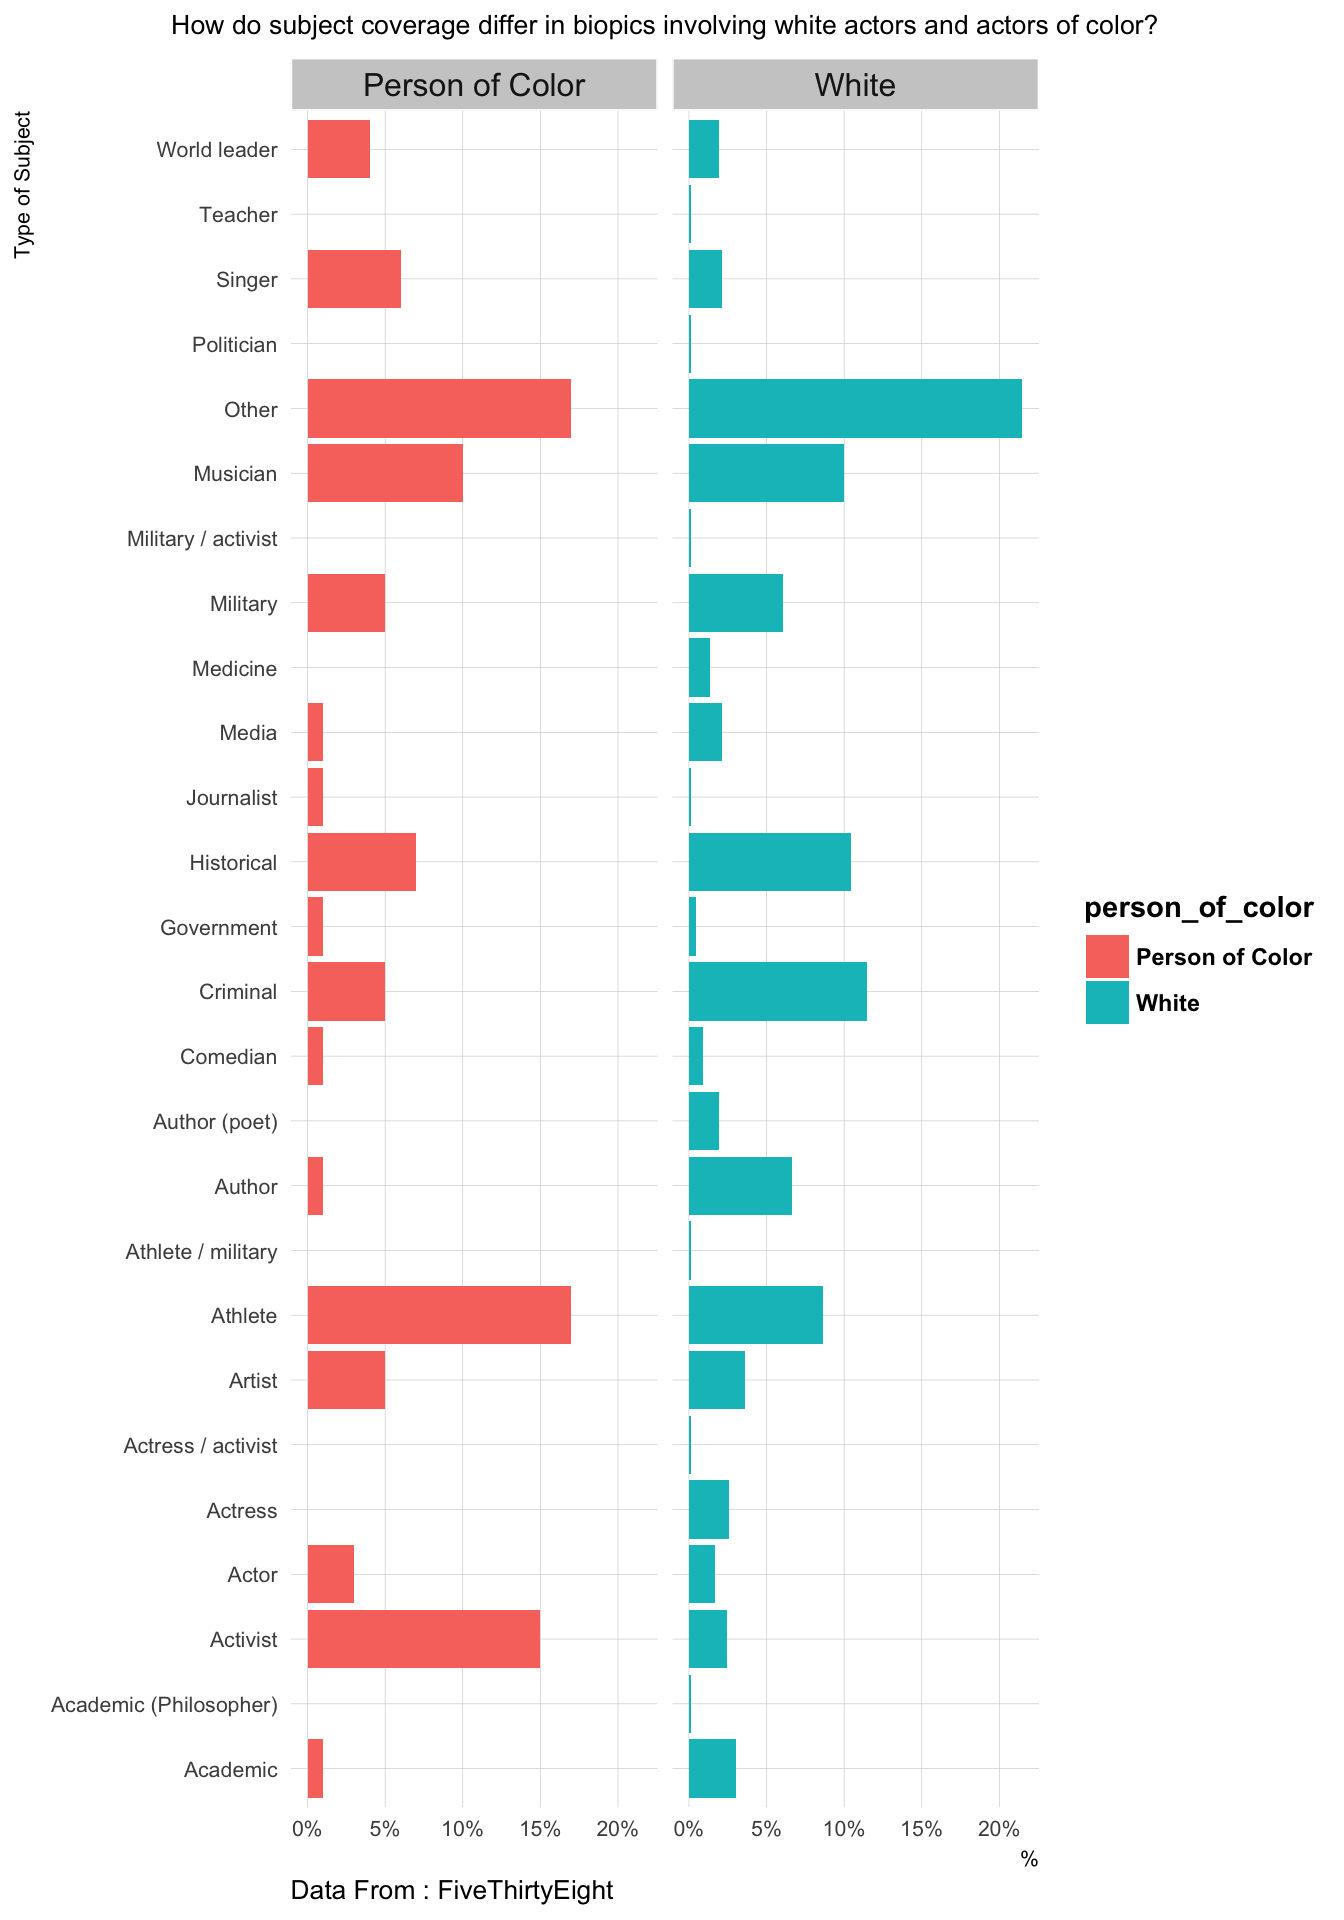 How do subject coverage differ in biopics involving white actors and actors of color?
Person of Color
White
Type of Subject
World leader
Teacher
Singer
Politician
Other
Musician
Military / activist
Military
Medicine
Media
Journalist
Historical
Government
Criminal
Comedian
Author (poet)
Author
Athlete / military
Athlete
Artist
Actress / activist
Actress
Actor
Activist
Academic (Philosopher)
Academic
0% 5% 10% 15% 20%
0% 5% 10% 15% 20%
%
Data From : FiveThirtyEight
person_of_color
Person of Color
White